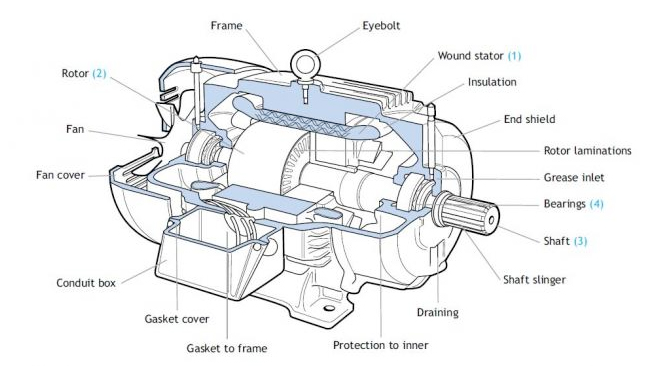 Frame
Eyebolt
Wound stator (1)
Rotor (2)
Insulation
End shield
Fan
Rotor laminations
Fan cover
Grease inlet
Bearings (4)
Shaft (3)
Conduit box
Shaft slinger
Gasket cover
Draining
Gasket to frame
Protection to inner